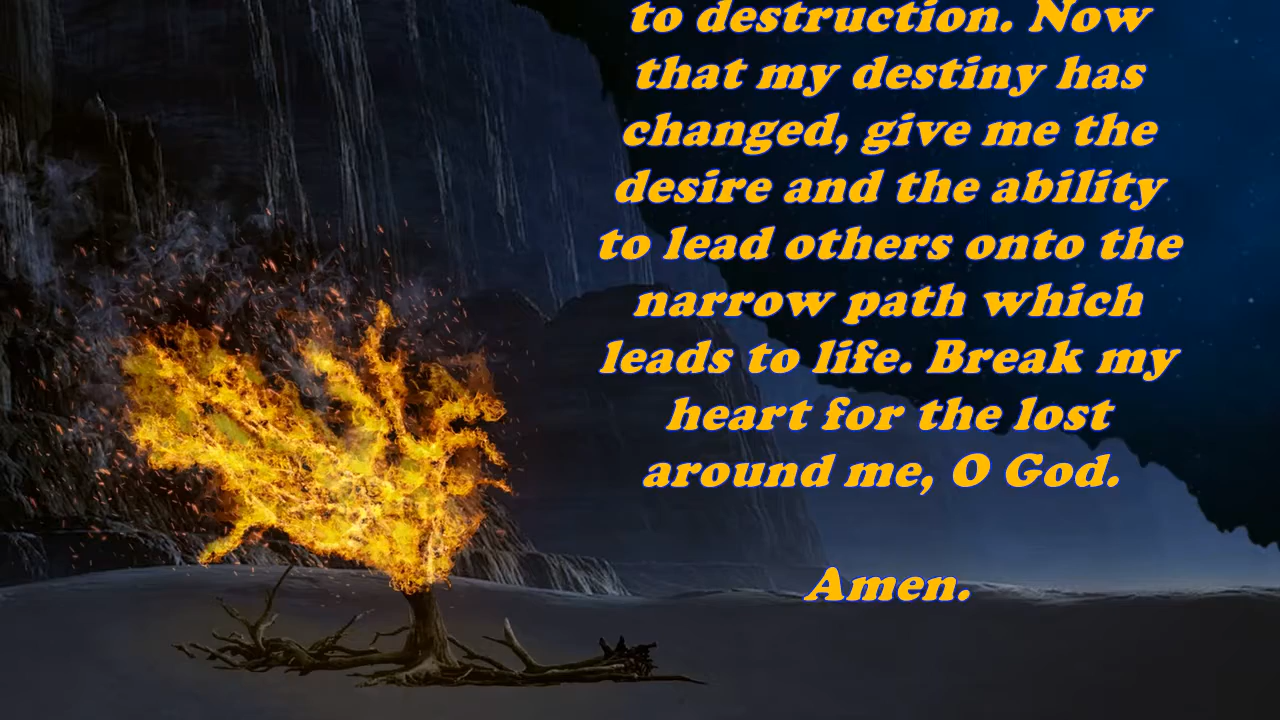 to destruction. Now
that my destiny has
changed, give me the
desire and the ability
to lead others onto the
narrow path which
leads to life. Break my
heart for the lost
around me, O God.
Amen.